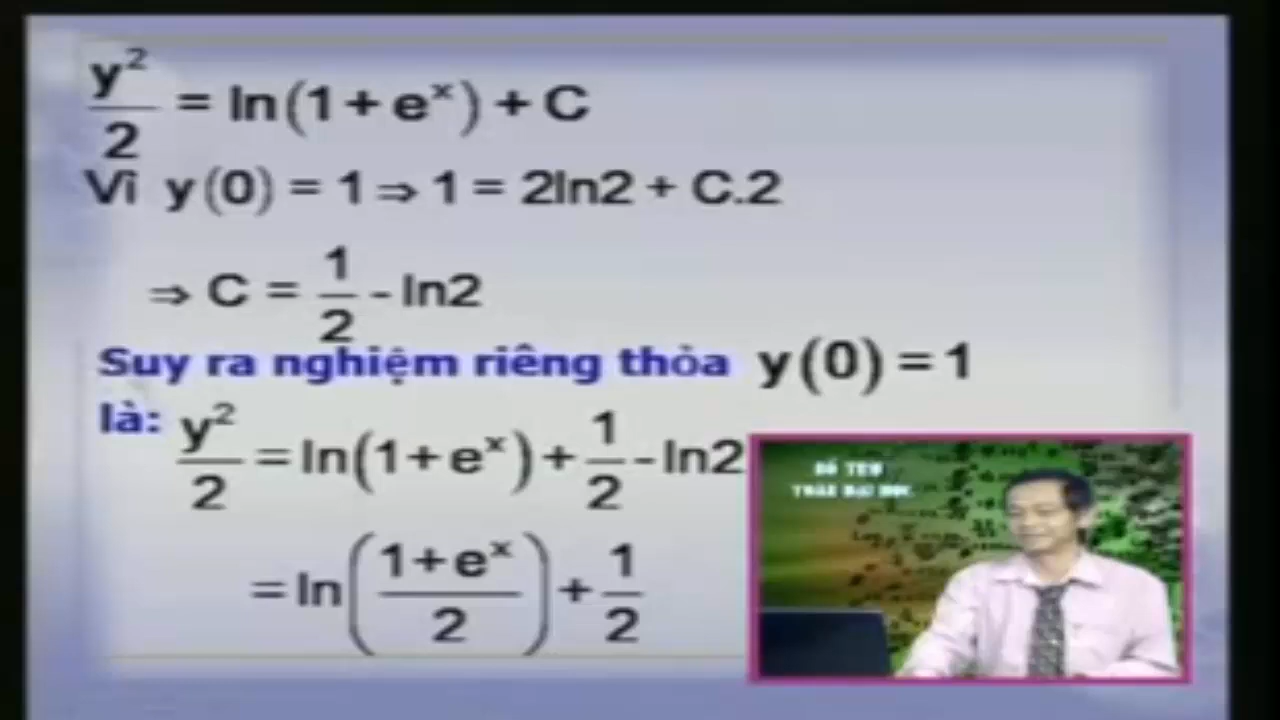 y²/2 = ln(1 + eˣ) + C
Vì y(0) = 1 ⇒ 1 = 2ln2 + C.2
⇒ C = 1/2 - ln2
Suy ra nghiệm riêng thỏa y(0) = 1
là: y²/2 = ln(1 + eˣ) + 1/2 - ln2
= ln((1 + eˣ)/2) + 1/2